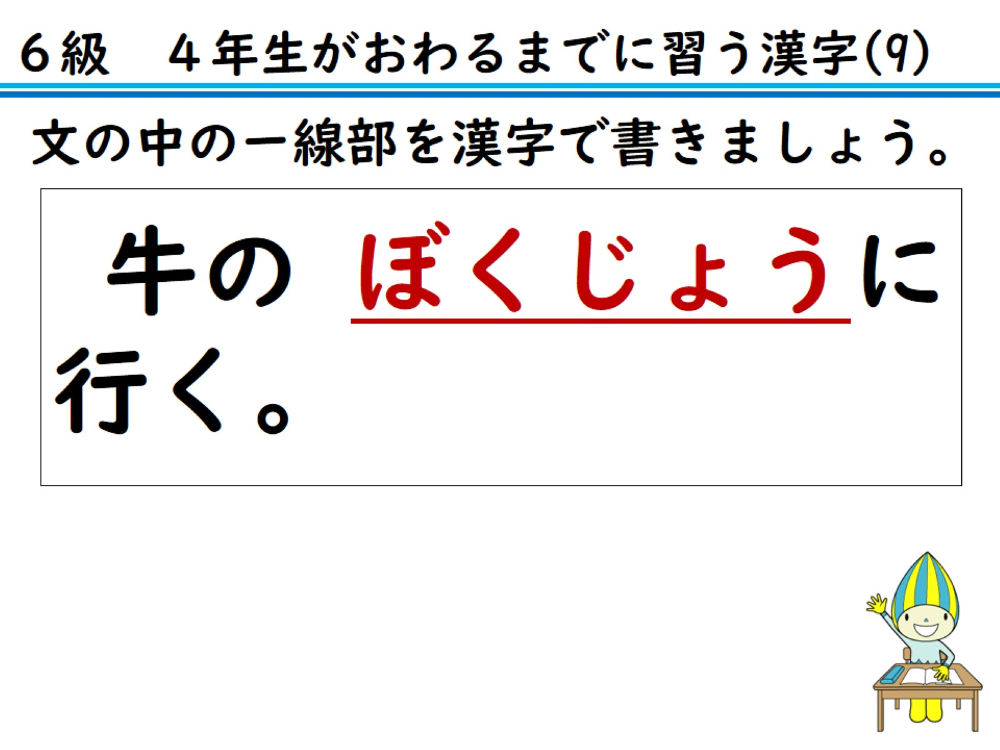 ６級　４年生がおわるまでに習う漢字(9)
文の中の一線部を漢字で書きましょう。
牛の ぼくじょうに
行く。